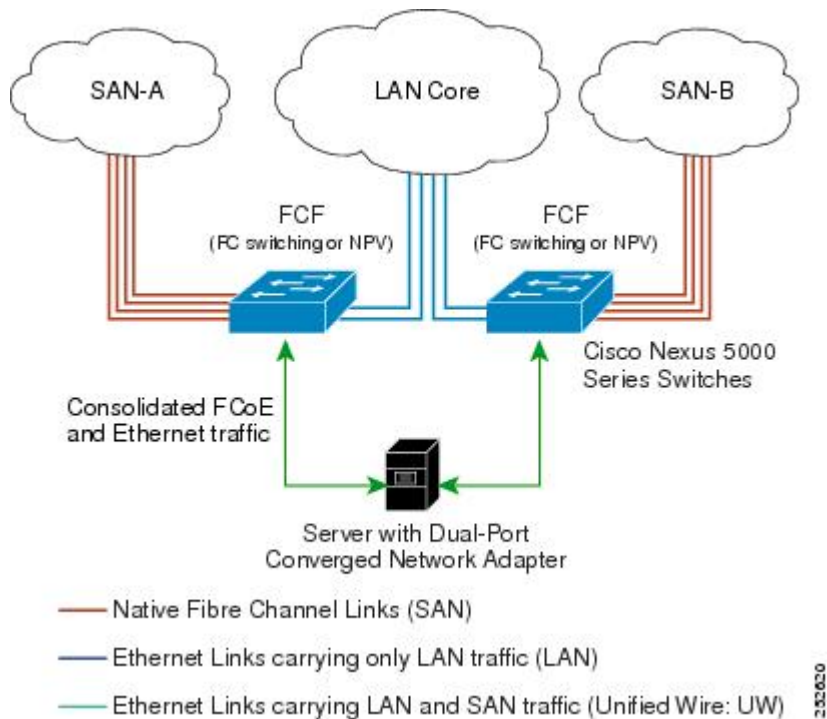 SAN-A
LAN Core
SAN-B
FCF
(FC switching or NPV)
FCF
(FC switching or NPV)
Cisco Nexus 5000
Series Switches
Consolidated FCoE
and Ethernet traffic
Server with Dual-Port
Converged Network Adapter
Native Fibre Channel Links (SAN)
Ethernet Links carrying only LAN traffic (LAN)
Ethernet Links carrying LAN and SAN traffic (Unified Wire: UW)